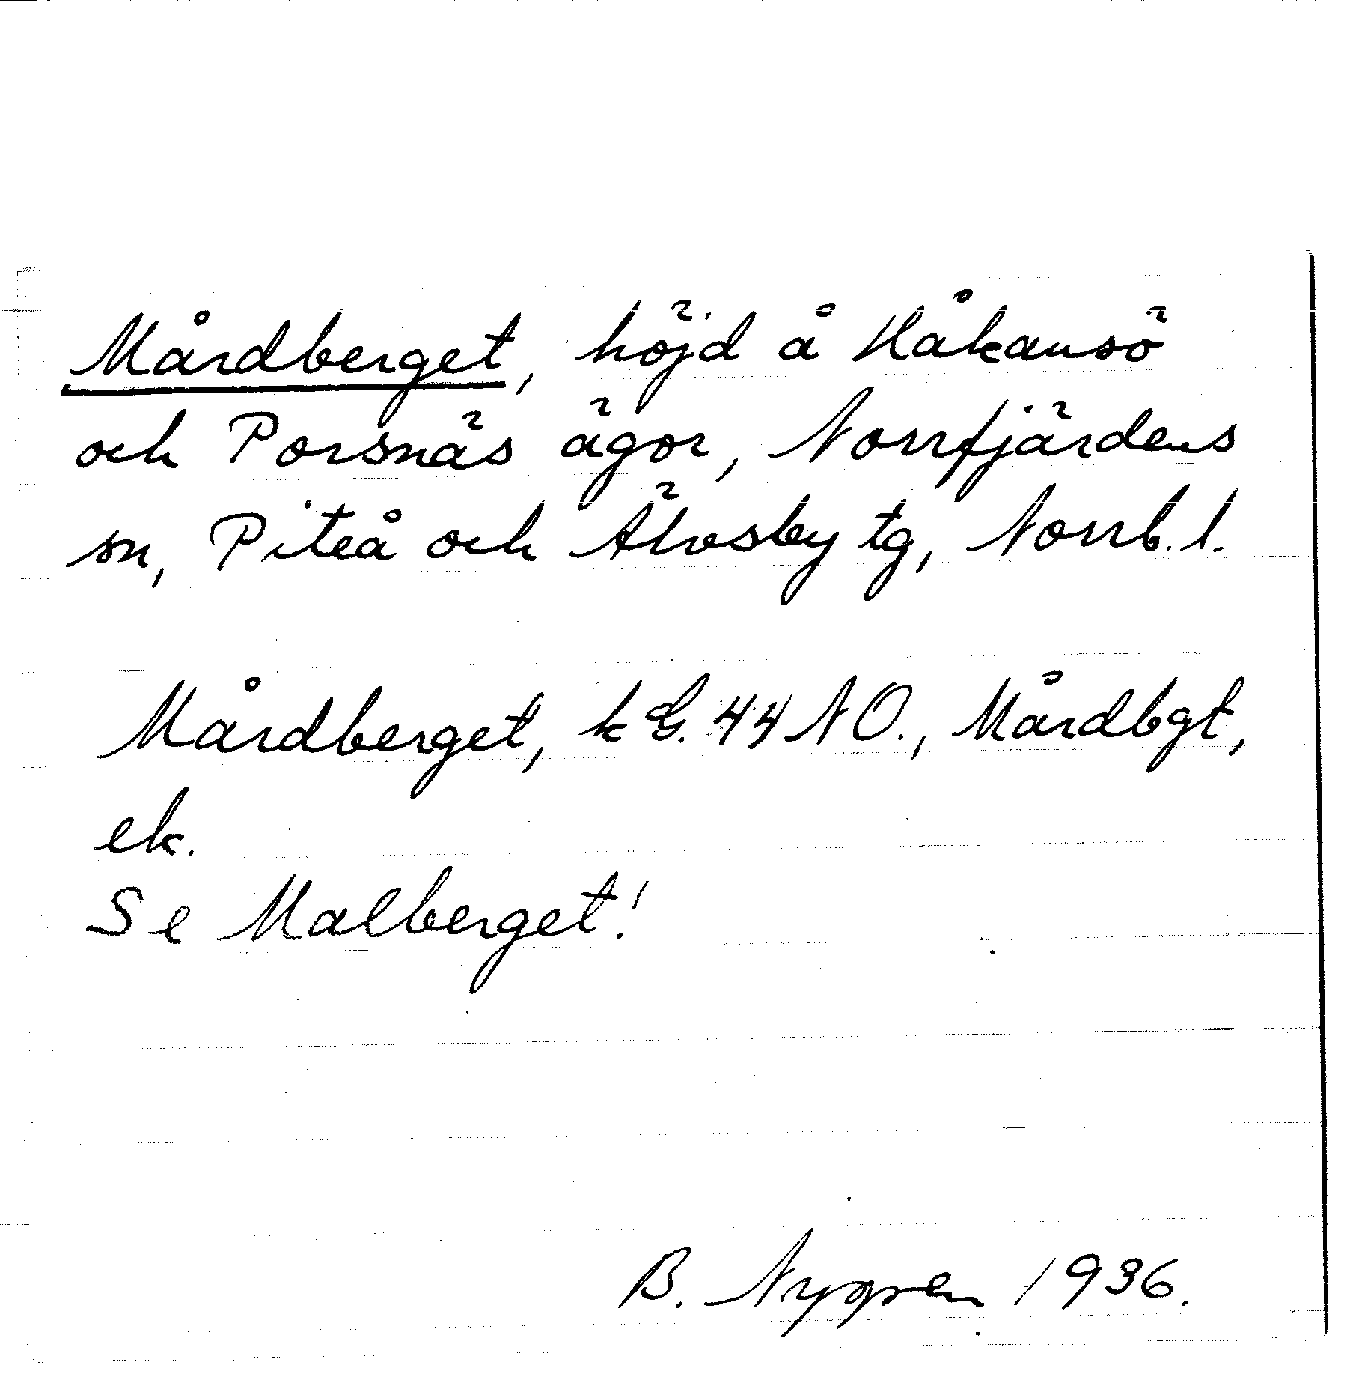 Mårdberget, höjd å Håkansö
och Porsnäs ägor, Norrfjärdens
sn, Piteå och Älvsby tg, Norrb. l.
Mårdberget, k G. 44 NO., Mårdbgt,
ek.
Se Malberget!
B. Nygren 1936.